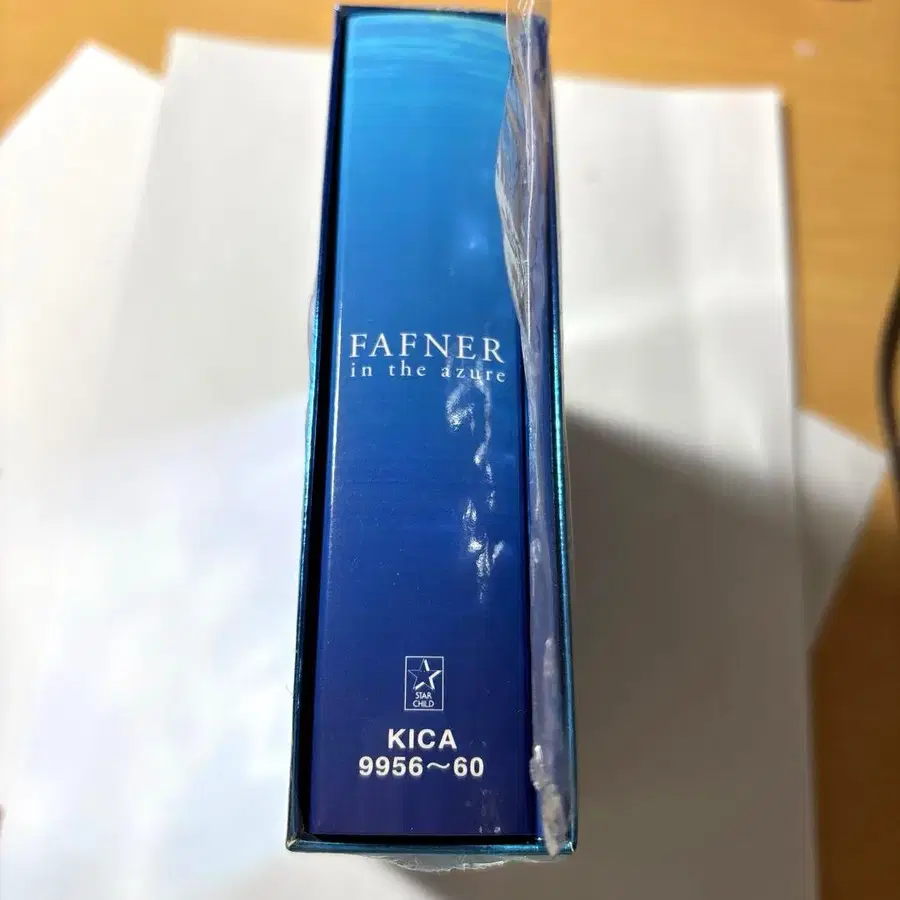 FAFNER
in the azure
STAR
CHILD
KICA
9956～60